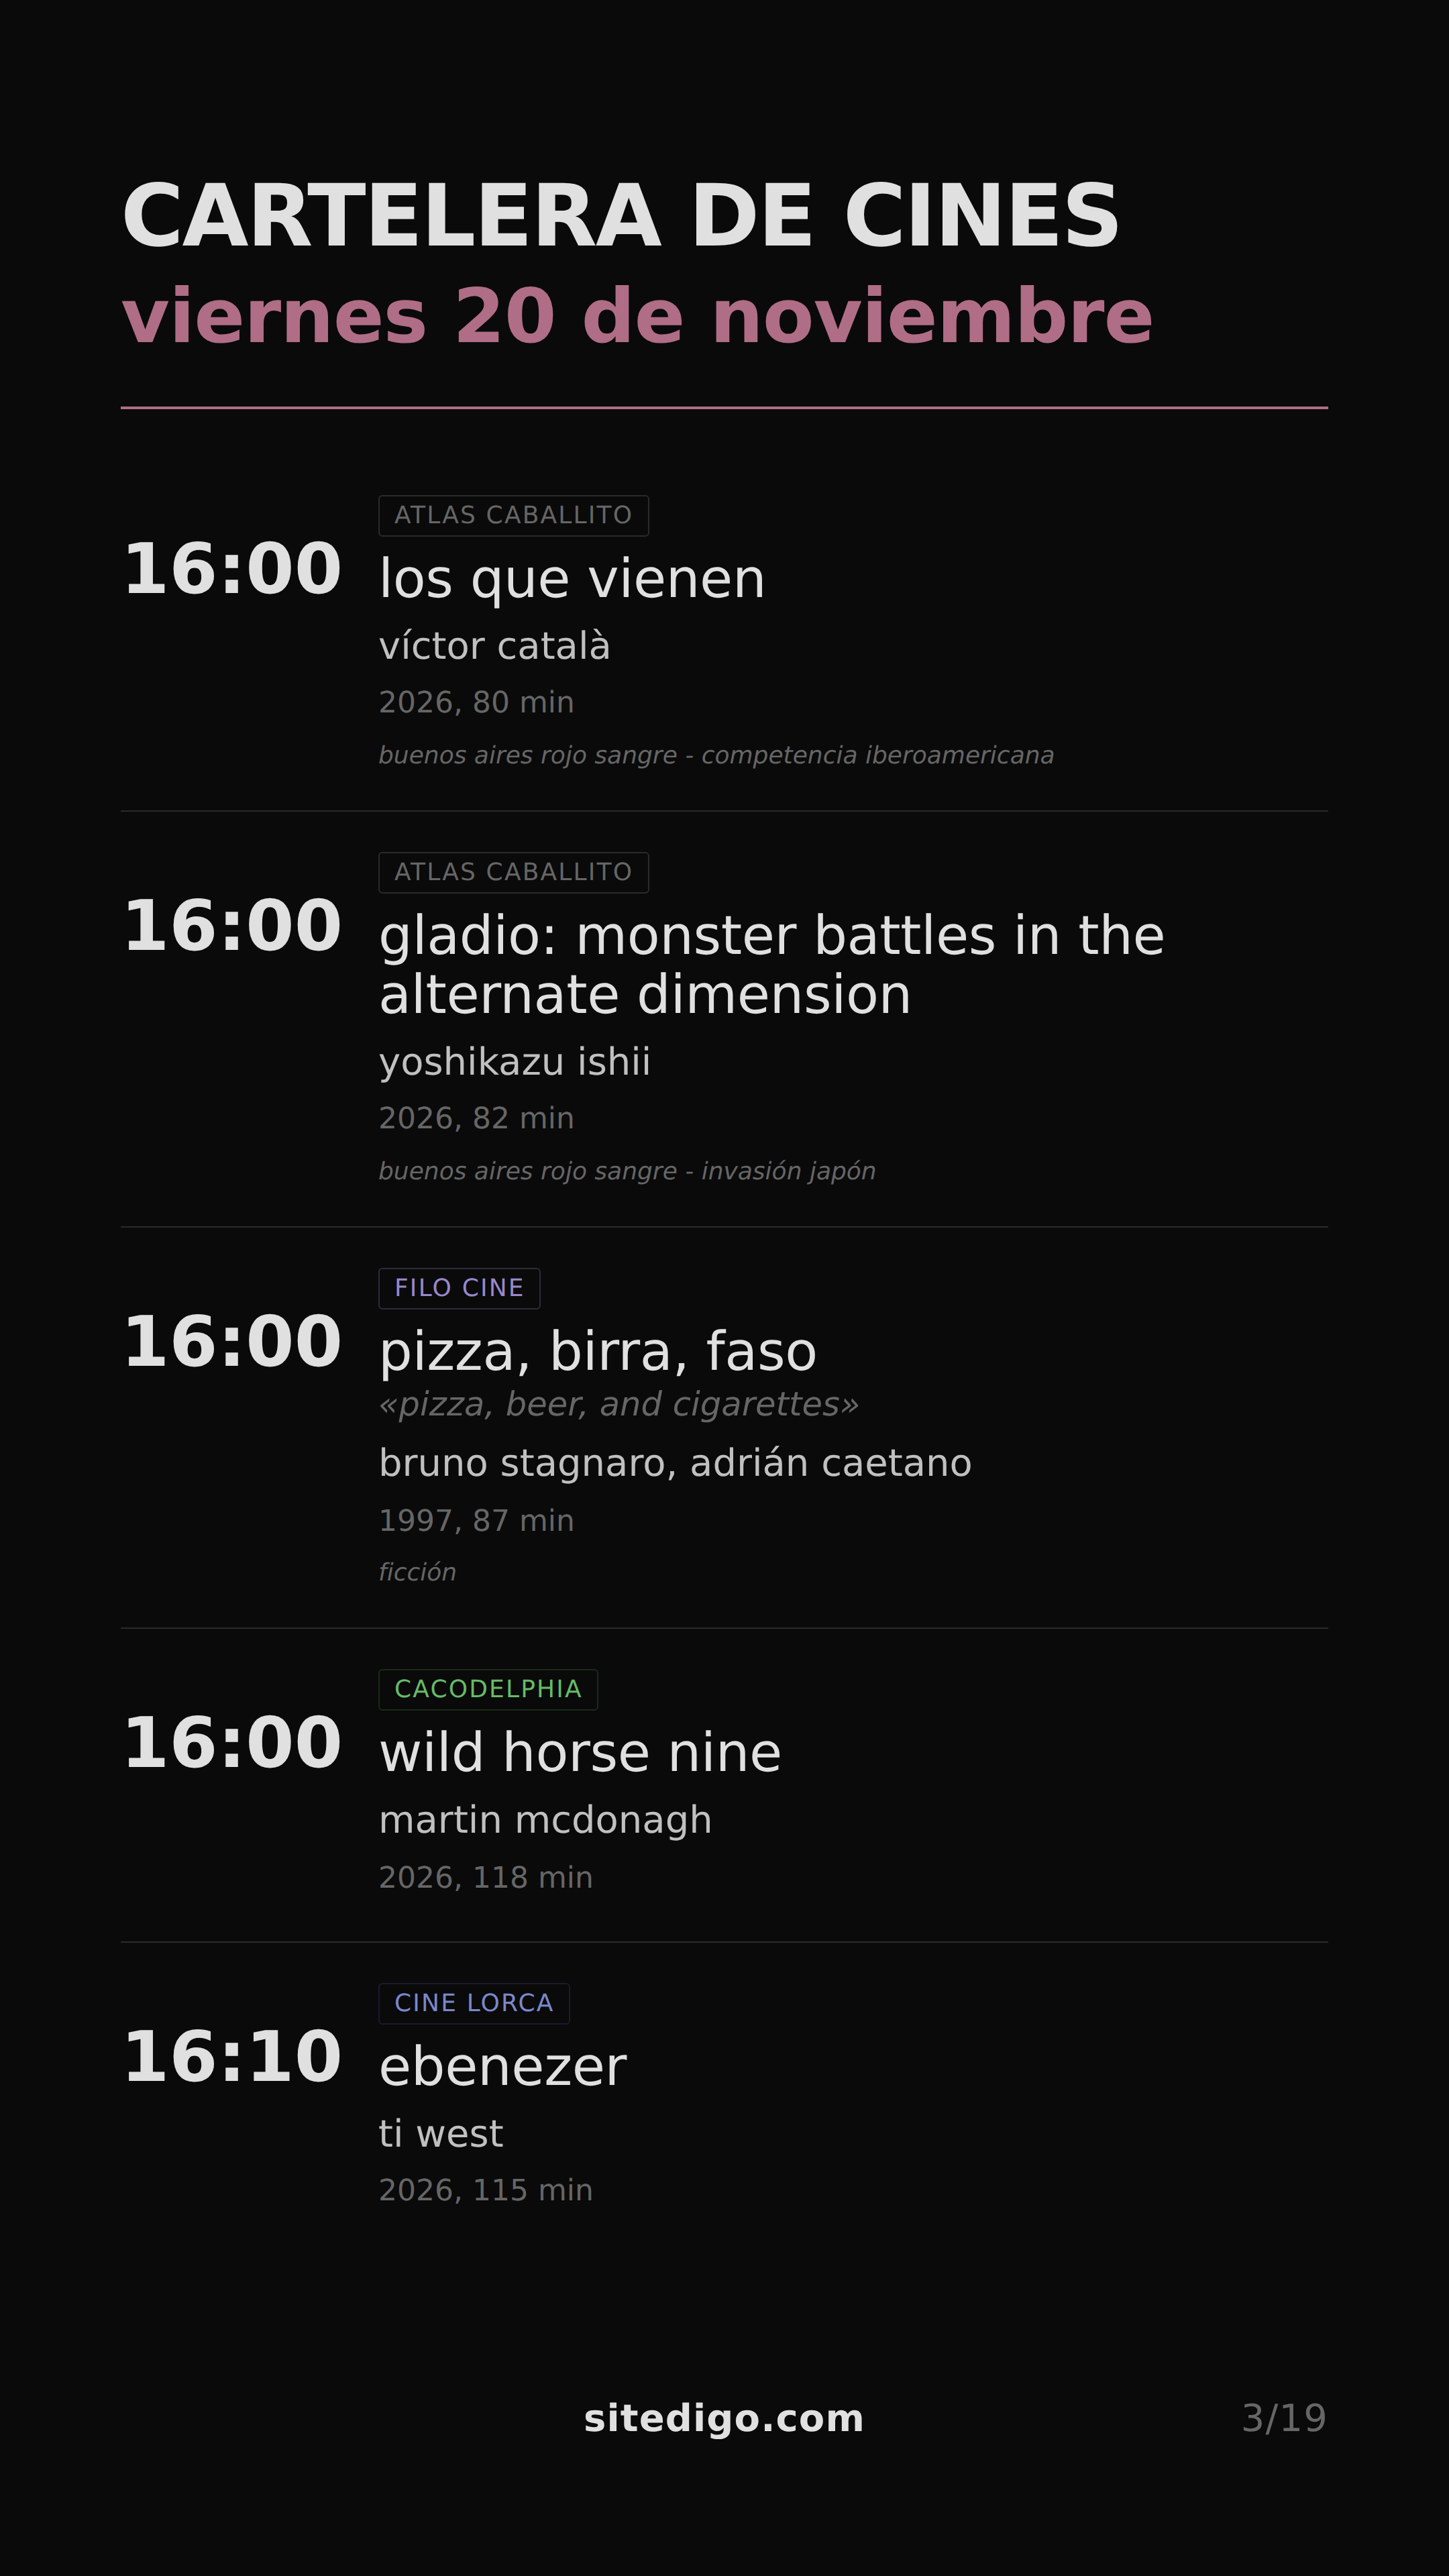 CARTELERA DE CINES
viernes 20 de noviembre
ATLAS CABALLITO
16:00
los que vienen
víctor català
2026, 80 min
buenos aires rojo sangre - competencia iberoamericana
ATLAS CABALLITO
16:00
gladio: monster battles in the
alternate dimension
yoshikazu ishii
2026, 82 min
buenos aires rojo sangre - invasión japón
FILO CINE
16:00
pizza, birra, faso
«pizza, beer, and cigarettes»
bruno stagnaro, adrián caetano
1997, 87 min
ficción
CACODELPHIA
16:00
wild horse nine
martin mcdonagh
2026, 118 min
CINE LORCA
16:10
ebenezer
ti west
2026, 115 min
sitedigo.com
3/19